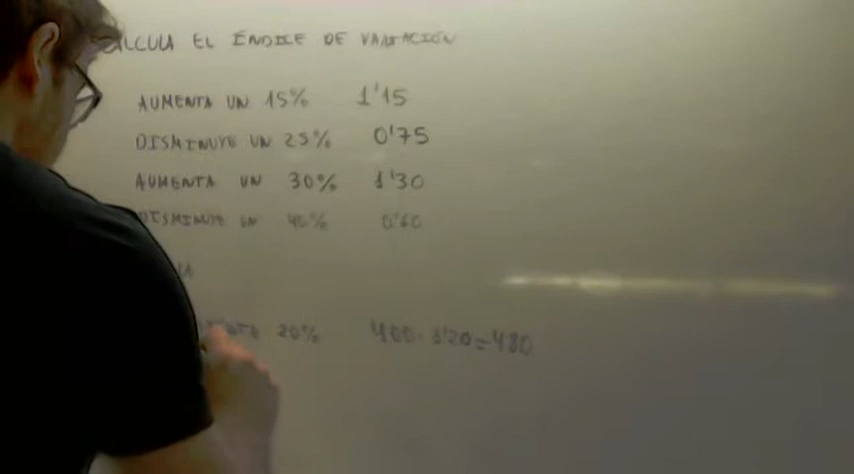 CALCULA EL ÍNDICE DE VARIACIÓN
AUMENTA UN 15% 1'15
DISMINUYE UN 25% 0'75
AUMENTA UN 30% 1'30
DISMINUYE UN 40% 0'60
20% 400 · 1'20 = 480